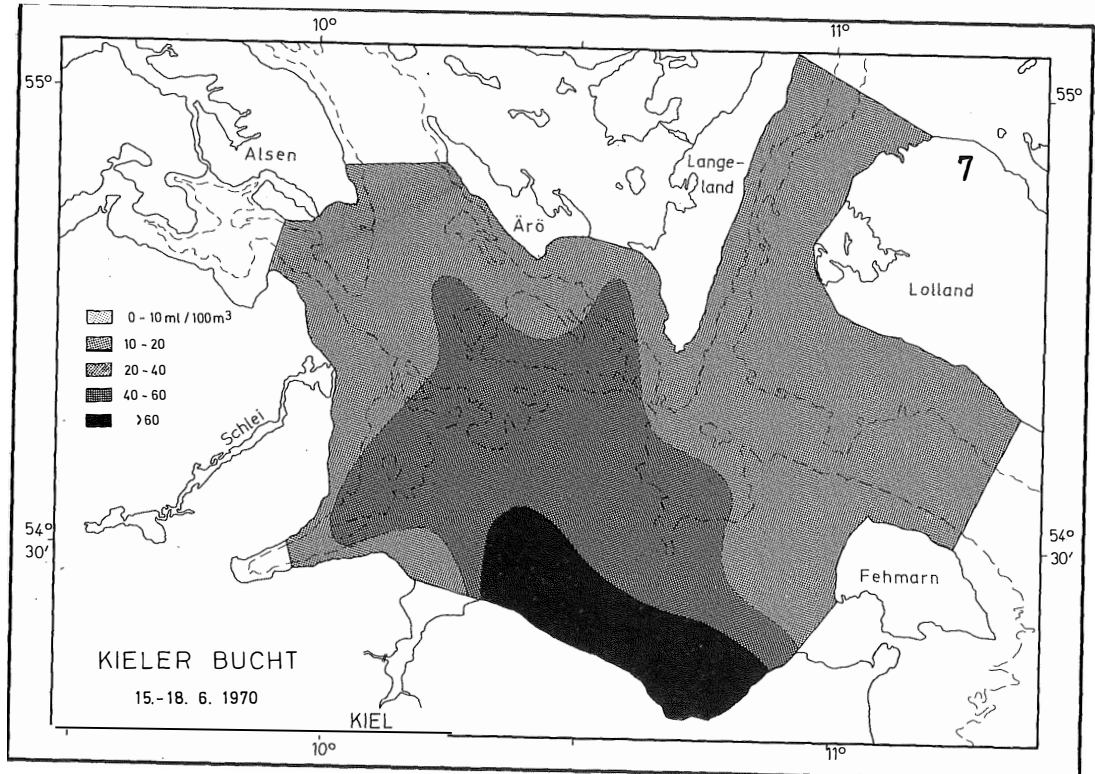 10°
11°
55°
55°
7
Alsen
Lange-
land
Ärö
Lolland
0 - 10 ml / 100 m³
10 - 20
20 - 40
40 - 60
>60
Schlei
54°
30'
54°
30'
Fehmarn
KIELER BUCHT
15.-18. 6. 1970
KIEL
10°
11°